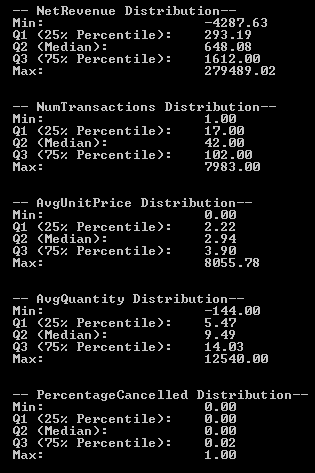 -- NetRevenue Distribution--
Min: -4287.63
Q1 (25% Percentile): 293.19
Q2 (Median): 648.08
Q3 (75% Percentile): 1612.00
Max: 279489.02
-- NumTransactions Distribution--
Min: 1.00
Q1 (25% Percentile): 17.00
Q2 (Median): 42.00
Q3 (75% Percentile): 102.00
Max: 7983.00
-- AvgUnitPrice Distribution--
Min: 0.00
Q1 (25% Percentile): 2.22
Q2 (Median): 2.94
Q3 (75% Percentile): 3.90
Max: 8055.78
-- AvgQuantity Distribution--
Min: -144.00
Q1 (25% Percentile): 5.47
Q2 (Median): 9.49
Q3 (75% Percentile): 14.03
Max: 12540.00
-- PercentageCancelled Distribution--
Min: 0.00
Q1 (25% Percentile): 0.00
Q2 (Median): 0.00
Q3 (75% Percentile): 0.02
Max: 1.00